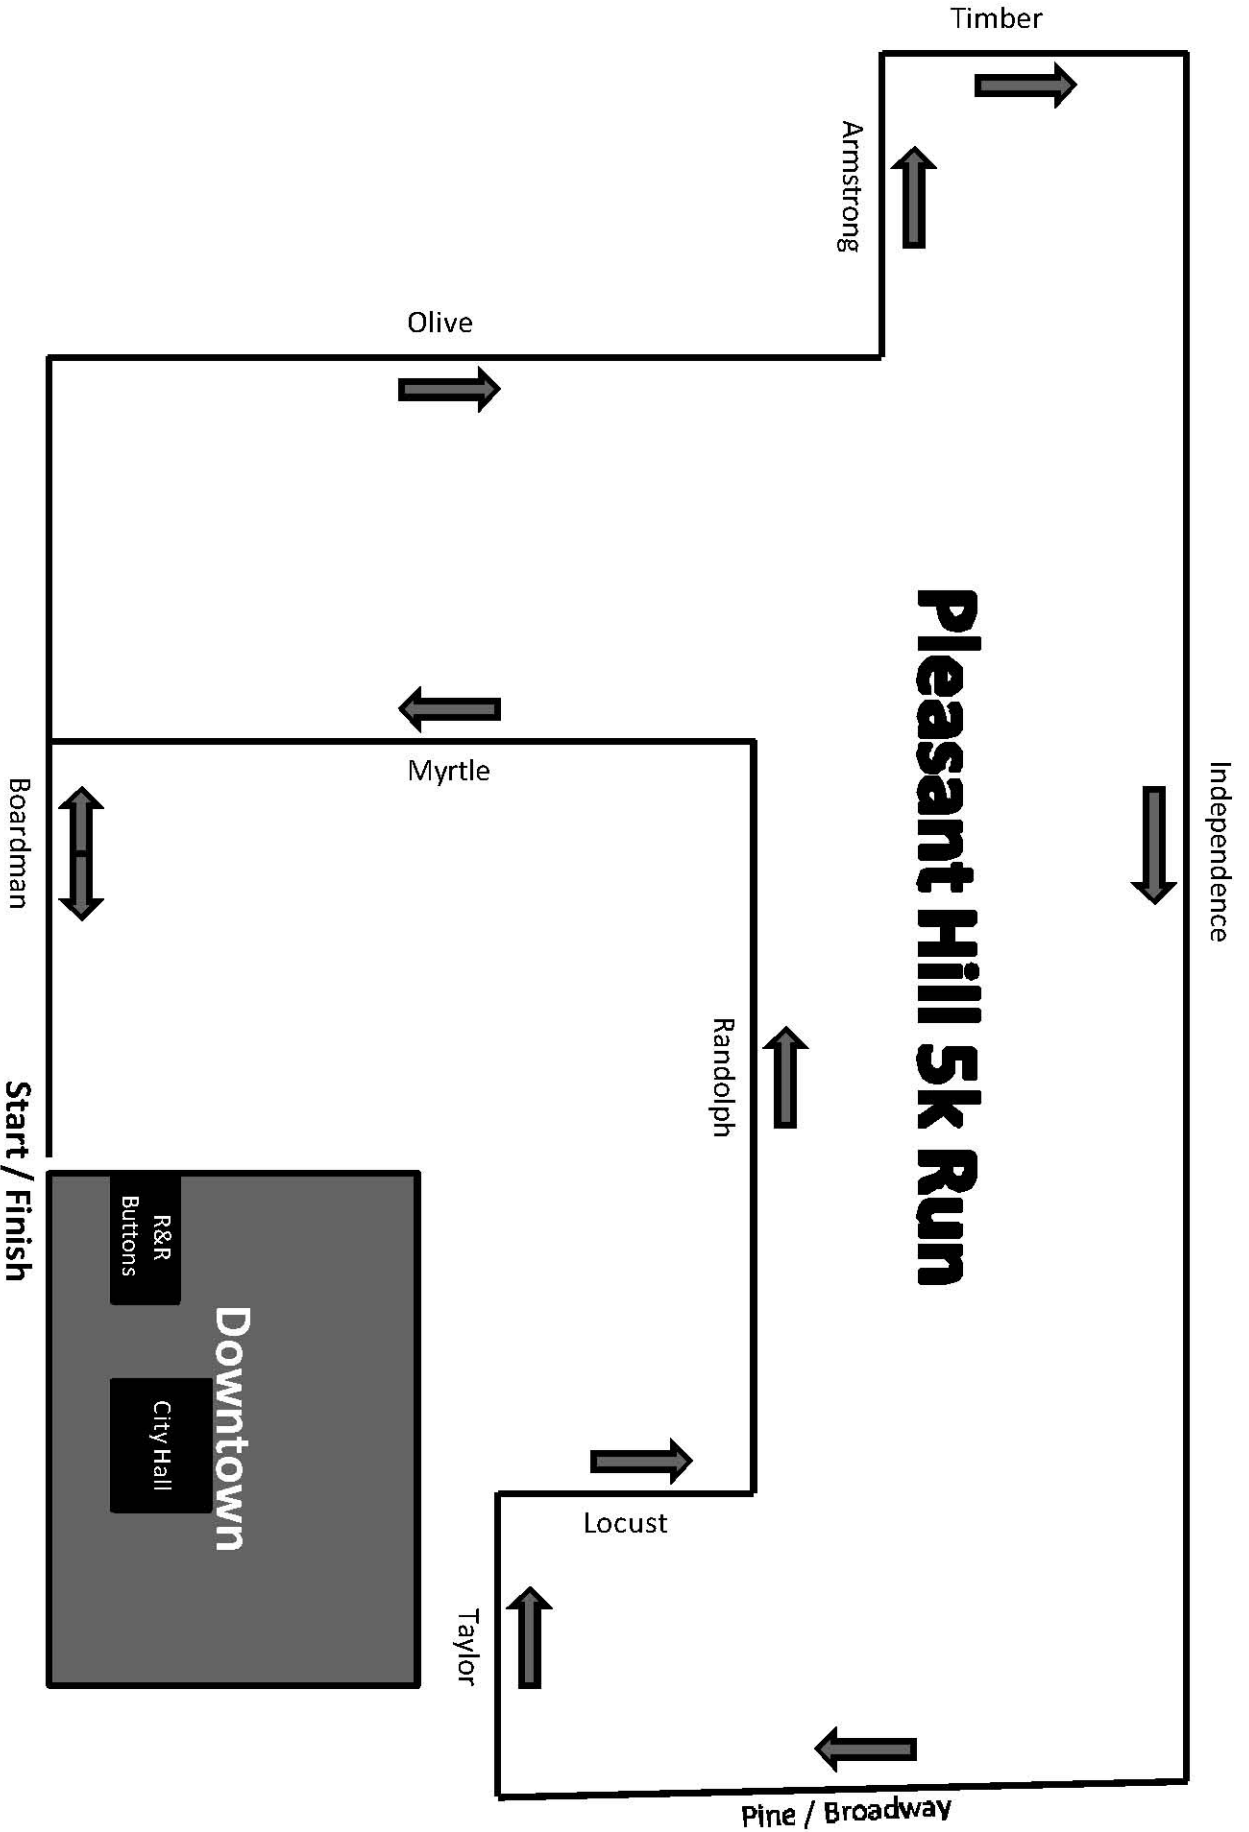 Timber
Armstrong
Olive
Pleasant Hill 5k Run
Independence
Myrtle
Boardman
Randolph
Start / Finish
R&R
Buttons
Downtown
City Hall
Locust
Taylor
Pine / Broadway